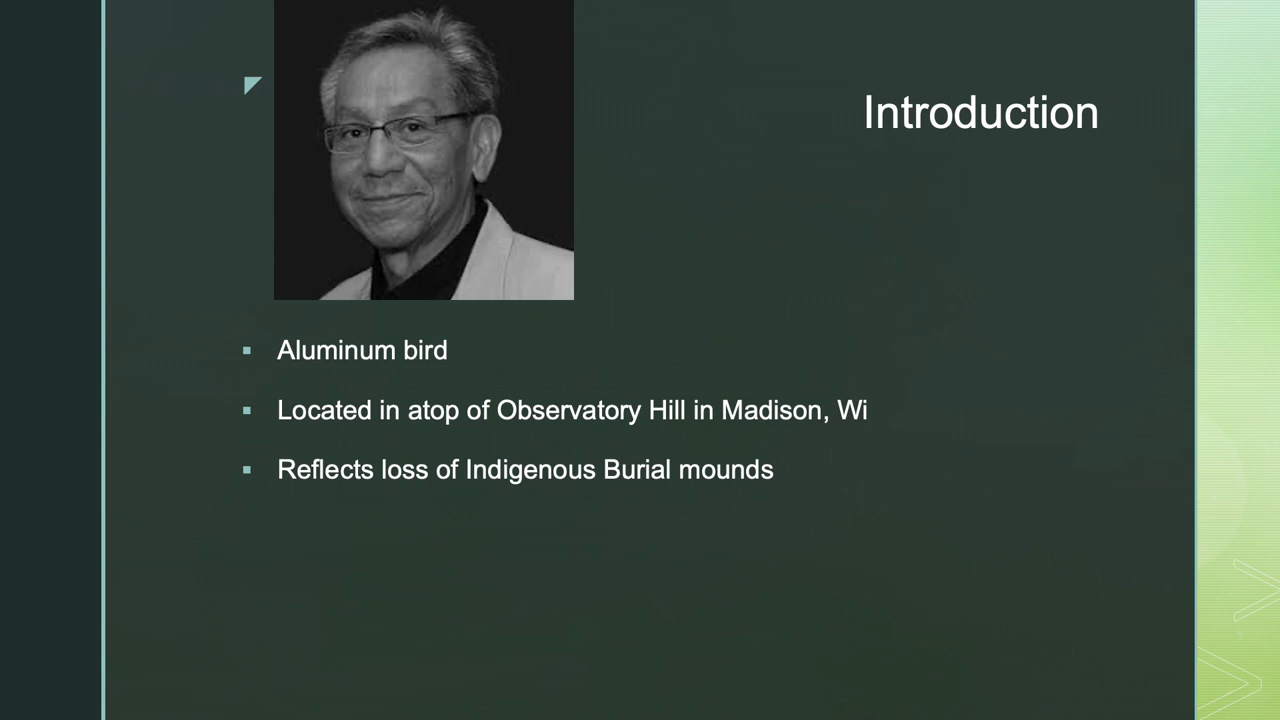 Introduction
Aluminum bird
Located in atop of Observatory Hill in Madison, Wi
Reflects loss of Indigenous Burial mounds